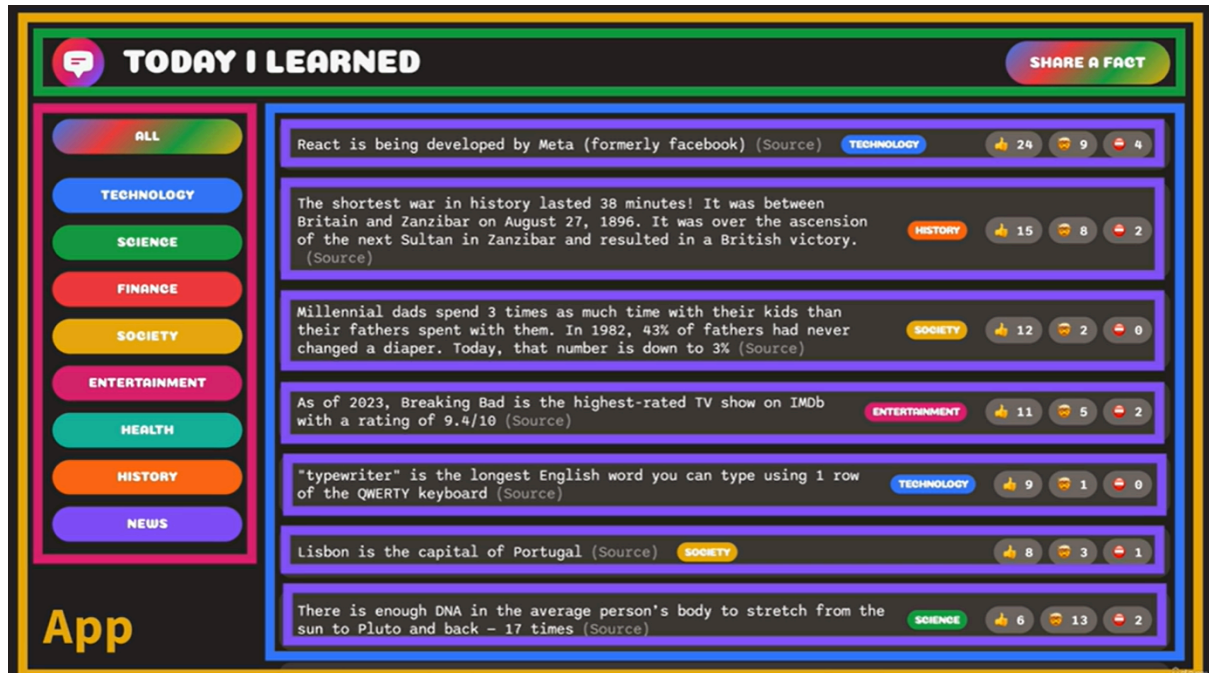 TODAY I LEARNED
SHARE A FACT
ALL
TECHNOLOGY
SCIENCE
FINANCE
SOCIETY
ENTERTAINMENT
HEALTH
HISTORY
NEWS
App
React is being developed by Meta (formerly facebook) (Source) TECHNOLOGY 👍 24 🤯 9 ⛔ 4
The shortest war in history lasted 38 minutes! It was between
Britain and Zanzibar on August 27, 1896. It was over the ascension
of the next Sultan in Zanzibar and resulted in a British victory.
(Source)
HISTORY 👍 15 🤯 8 ⛔ 2
Millennial dads spend 3 times as much time with their kids than
their fathers spent with them. In 1982, 43% of fathers had never
changed a diaper. Today, that number is down to 3% (Source)
SOCIETY 👍 12 🤯 2 ⛔ 0
As of 2023, Breaking Bad is the highest-rated TV show on IMDb
with a rating of 9.4/10 (Source)
ENTERTAINMENT 👍 11 🤯 5 ⛔ 2
"typewriter" is the longest English word you can type using 1 row
of the QWERTY keyboard (Source)
TECHNOLOGY 👍 9 🤯 1 ⛔ 0
Lisbon is the capital of Portugal (Source) SOCIETY 👍 8 🤯 3 ⛔ 1
There is enough DNA in the average person's body to stretch from the
sun to Pluto and back – 17 times (Source)
SCIENCE 👍 6 🤯 13 ⛔ 2